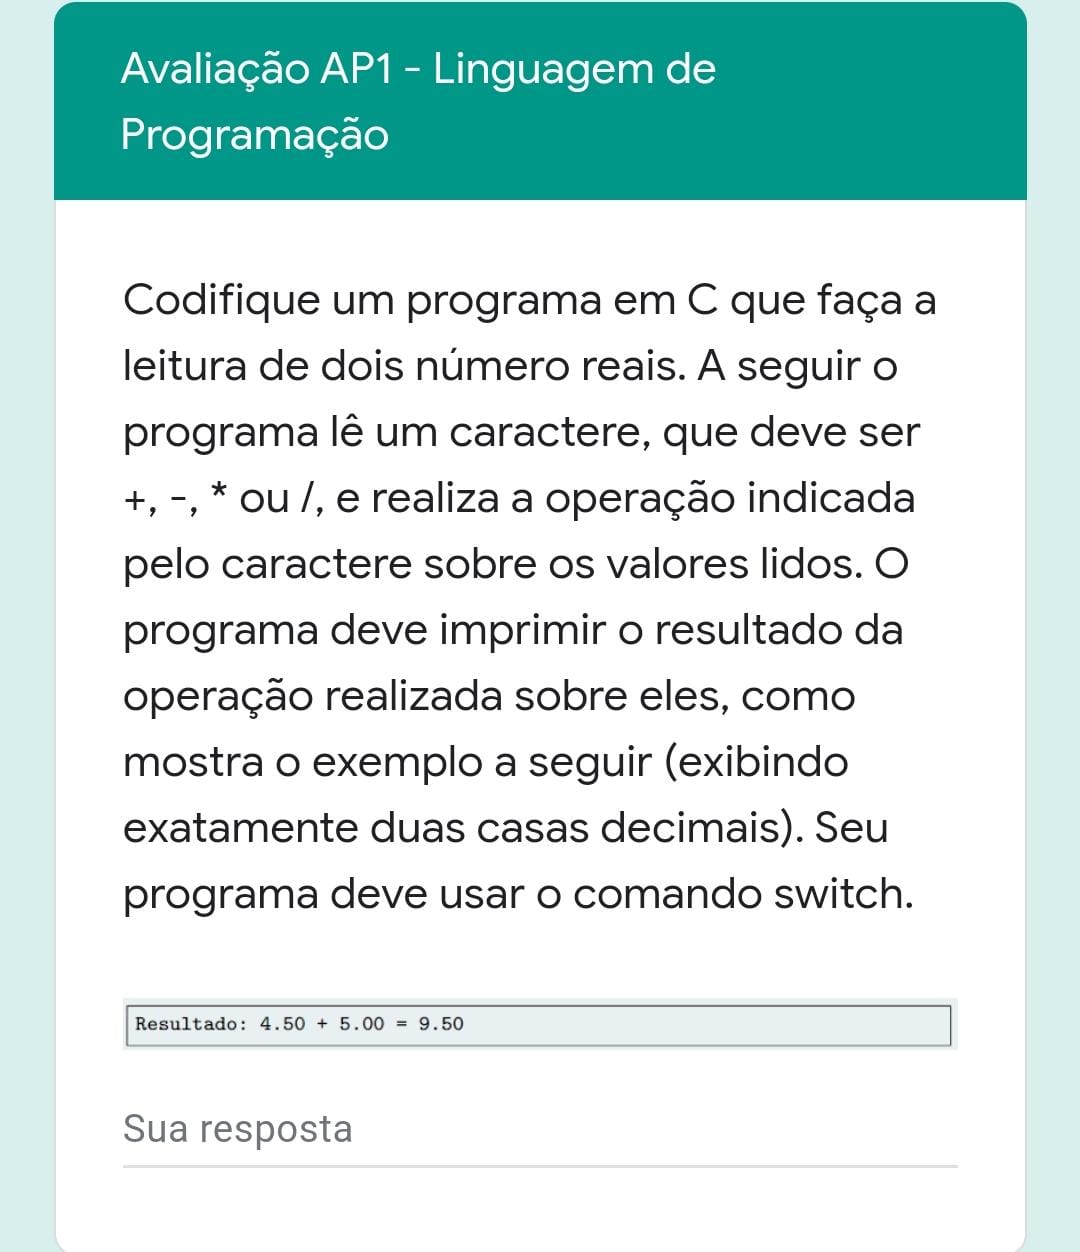 Avaliação AP1 - Linguagem de
Programação
Codifique um programa em C que faça a
leitura de dois número reais. A seguir o
programa lê um caractere, que deve ser
+, -, * ou /, e realiza a operação indicada
pelo caractere sobre os valores lidos. O
programa deve imprimir o resultado da
operação realizada sobre eles, como
mostra o exemplo a seguir (exibindo
exatamente duas casas decimais). Seu
programa deve usar o comando switch.
Resultado: 4.50 + 5.00 = 9.50
Sua resposta